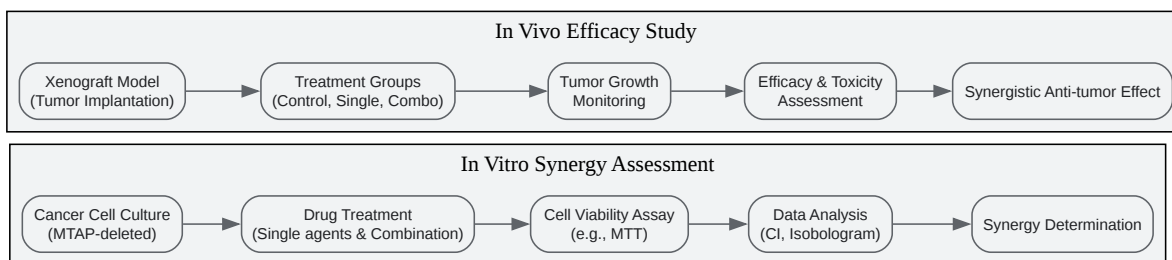 In Vivo Efficacy Study
Xenograft Model
(Tumor Implantation)
Treatment Groups
(Control, Single, Combo)
Tumor Growth
Monitoring
Efficacy & Toxicity
Assessment
Synergistic Anti-tumor Effect
In Vitro Synergy Assessment
Cancer Cell Culture
(MTAP-deleted)
Drug Treatment
(Single agents & Combination)
Cell Viability Assay
(e.g., MTT)
Data Analysis
(CI, Isobologram)
Synergy Determination